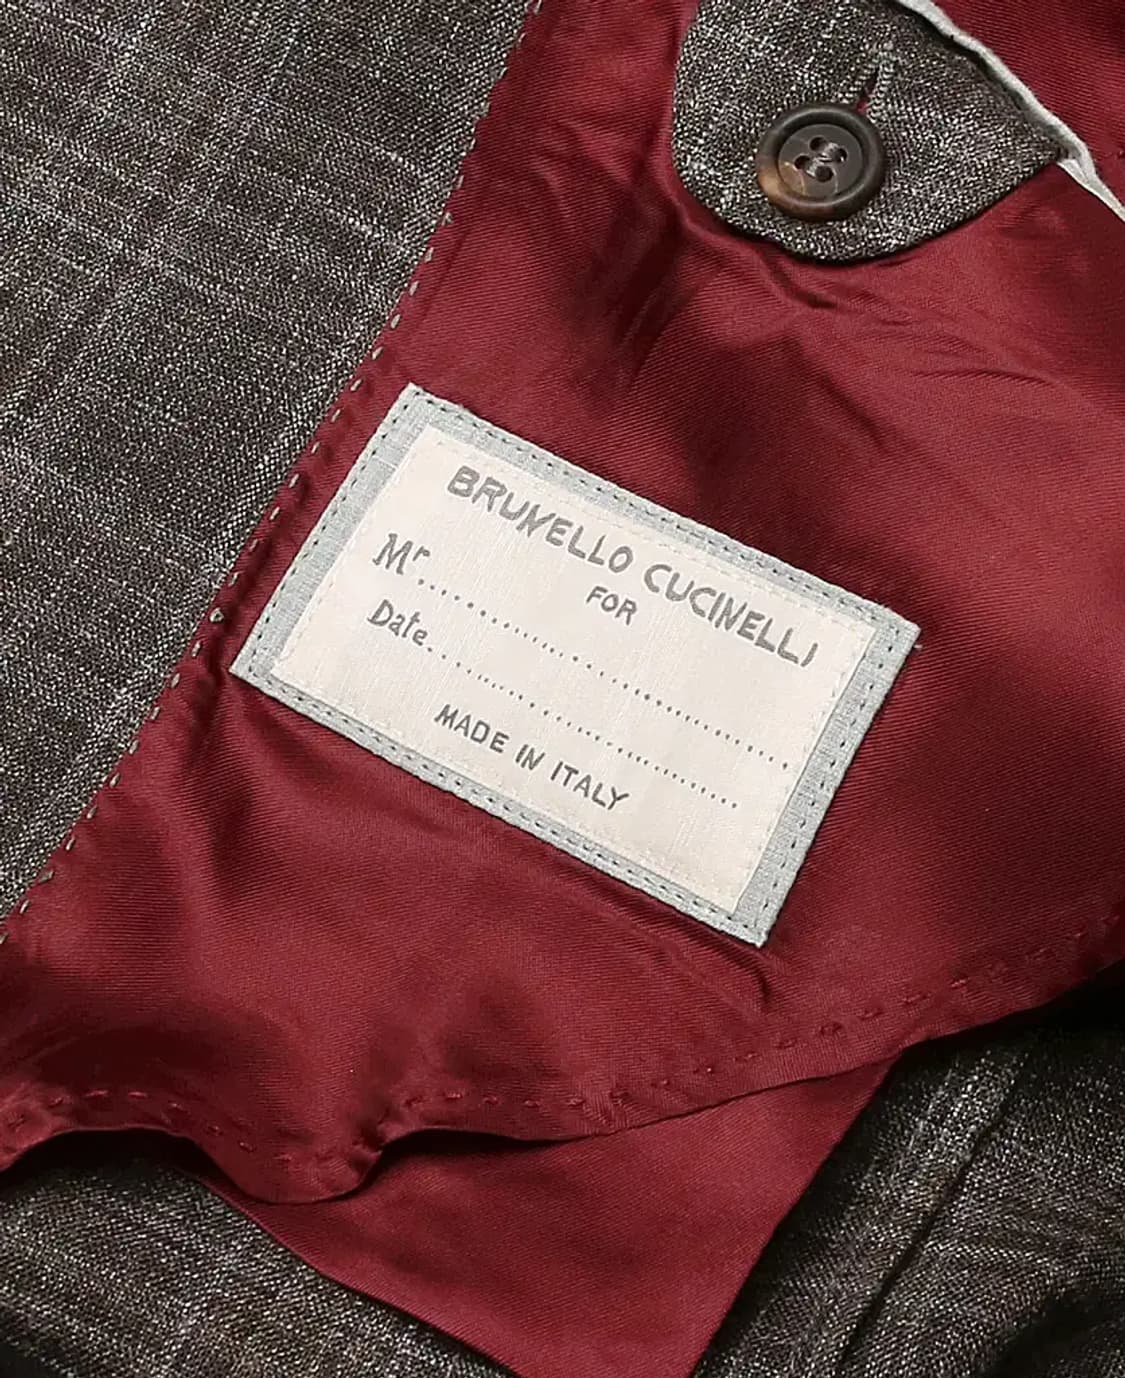 BRUNELLO CUCINELLI
FOR
Mr..............................
Date..............................
MADE IN ITALY